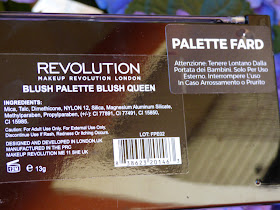 REVOLUTION
MAKEUP REVOLUTION LONDON
BLUSH PALETTE BLUSH QUEEN
INGREDIENTS:
Mica, Talc, Dimethicone, NYLON 12, Silica, Magnesium Aluminum Silicate,
Methylparaben, Propylparaben, (+/-) CI 77891, CI 77491, CI 15850,
CI 15985.
Caution: For Adult Use Only. For External Use Only.
Discontinue Use If Rash, Redness Or Itching Occurs.
LOT: FPE02
DESIGNED AND DEVELOPED IN LONDON,UK
MANUFACTURED IN THE PRC
MAKEUP REVOLUTION ME 11 5HE UK
13g
PALETTE FARD
Attenzione: Tenere Lontano Dalla
Portata dei Bambini. Solo Per Uso
Esterno. Interrompere L'uso
In Caso Arrossamento o Prurito